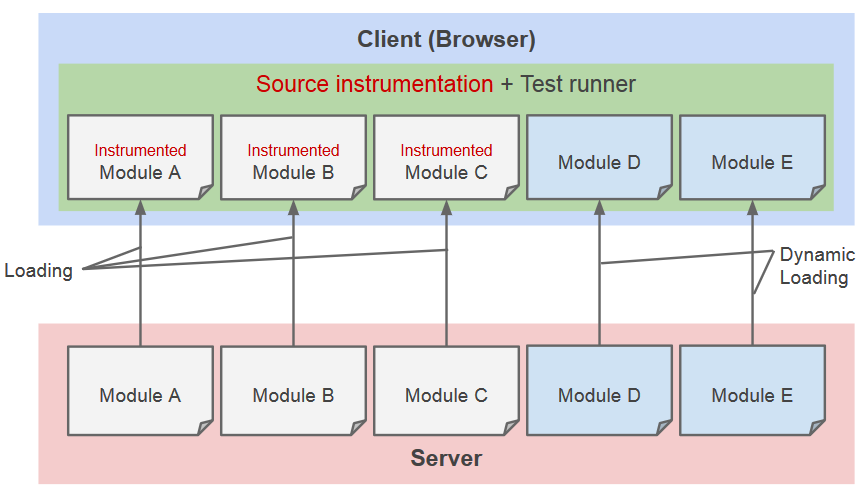 Client (Browser)
Source instrumentation + Test runner
Instrumented
Module A
Instrumented
Module B
Instrumented
Module C
Module D
Module E
Loading
Dynamic
Loading
Module A
Module B
Module C
Module D
Module E
Server